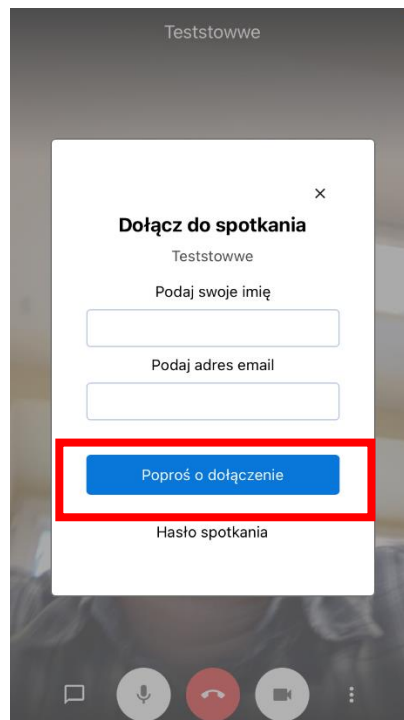 Teststowwe
Dołącz do spotkania
Teststowwe
Podaj swoje imię
Podaj adres email
Poproś o dołączenie
Hasło spotkania